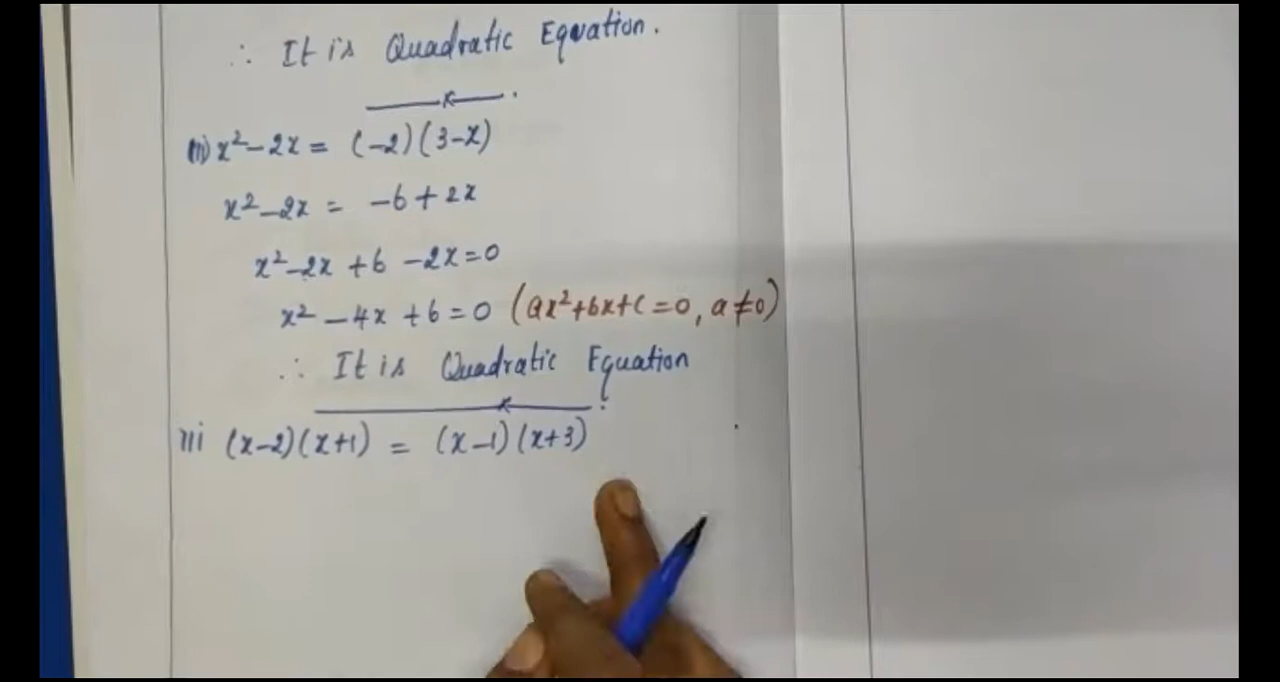 ∴ It is Quadratic Equation.
(ii) x² - 2x = (-2)(3-x)
x² - 2x = -6 + 2x
x² - 2x + 6 - 2x = 0
x² - 4x + 6 = 0 (ax² + bx + c = 0, a ≠ 0)
∴ It is Quadratic Equation
iii (x-2)(x+1) = (x-1)(x+3)